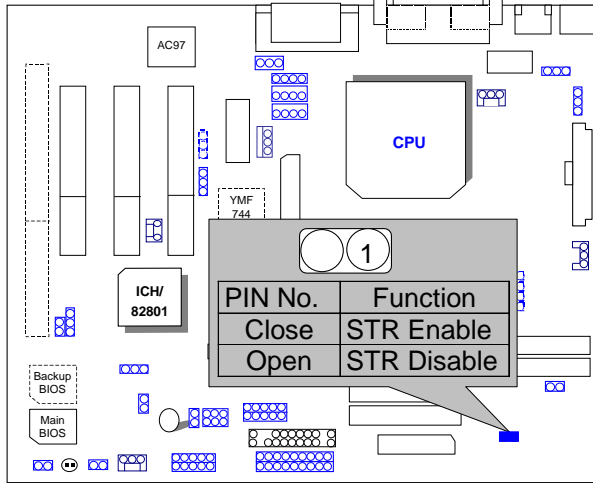 AC97
CPU
YMF
744
1
ICH/
82801
PIN No. Function
Close STR Enable
Open STR Disable
Backup
BIOS
Main
BIOS